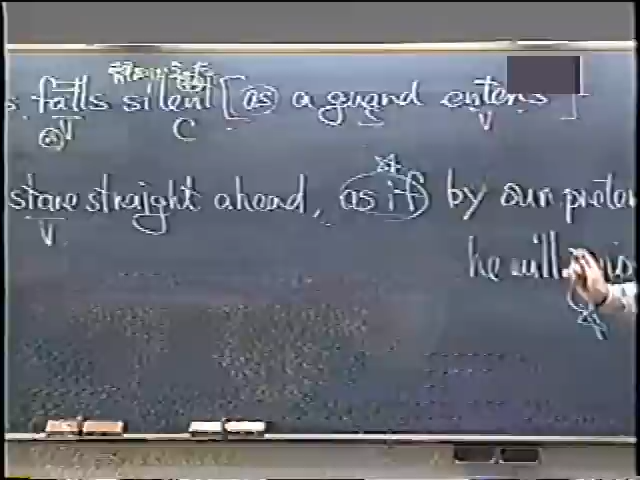 s falls silent [as a guard enters]
V C V
stare straight ahead, as if by our preten
V
he will